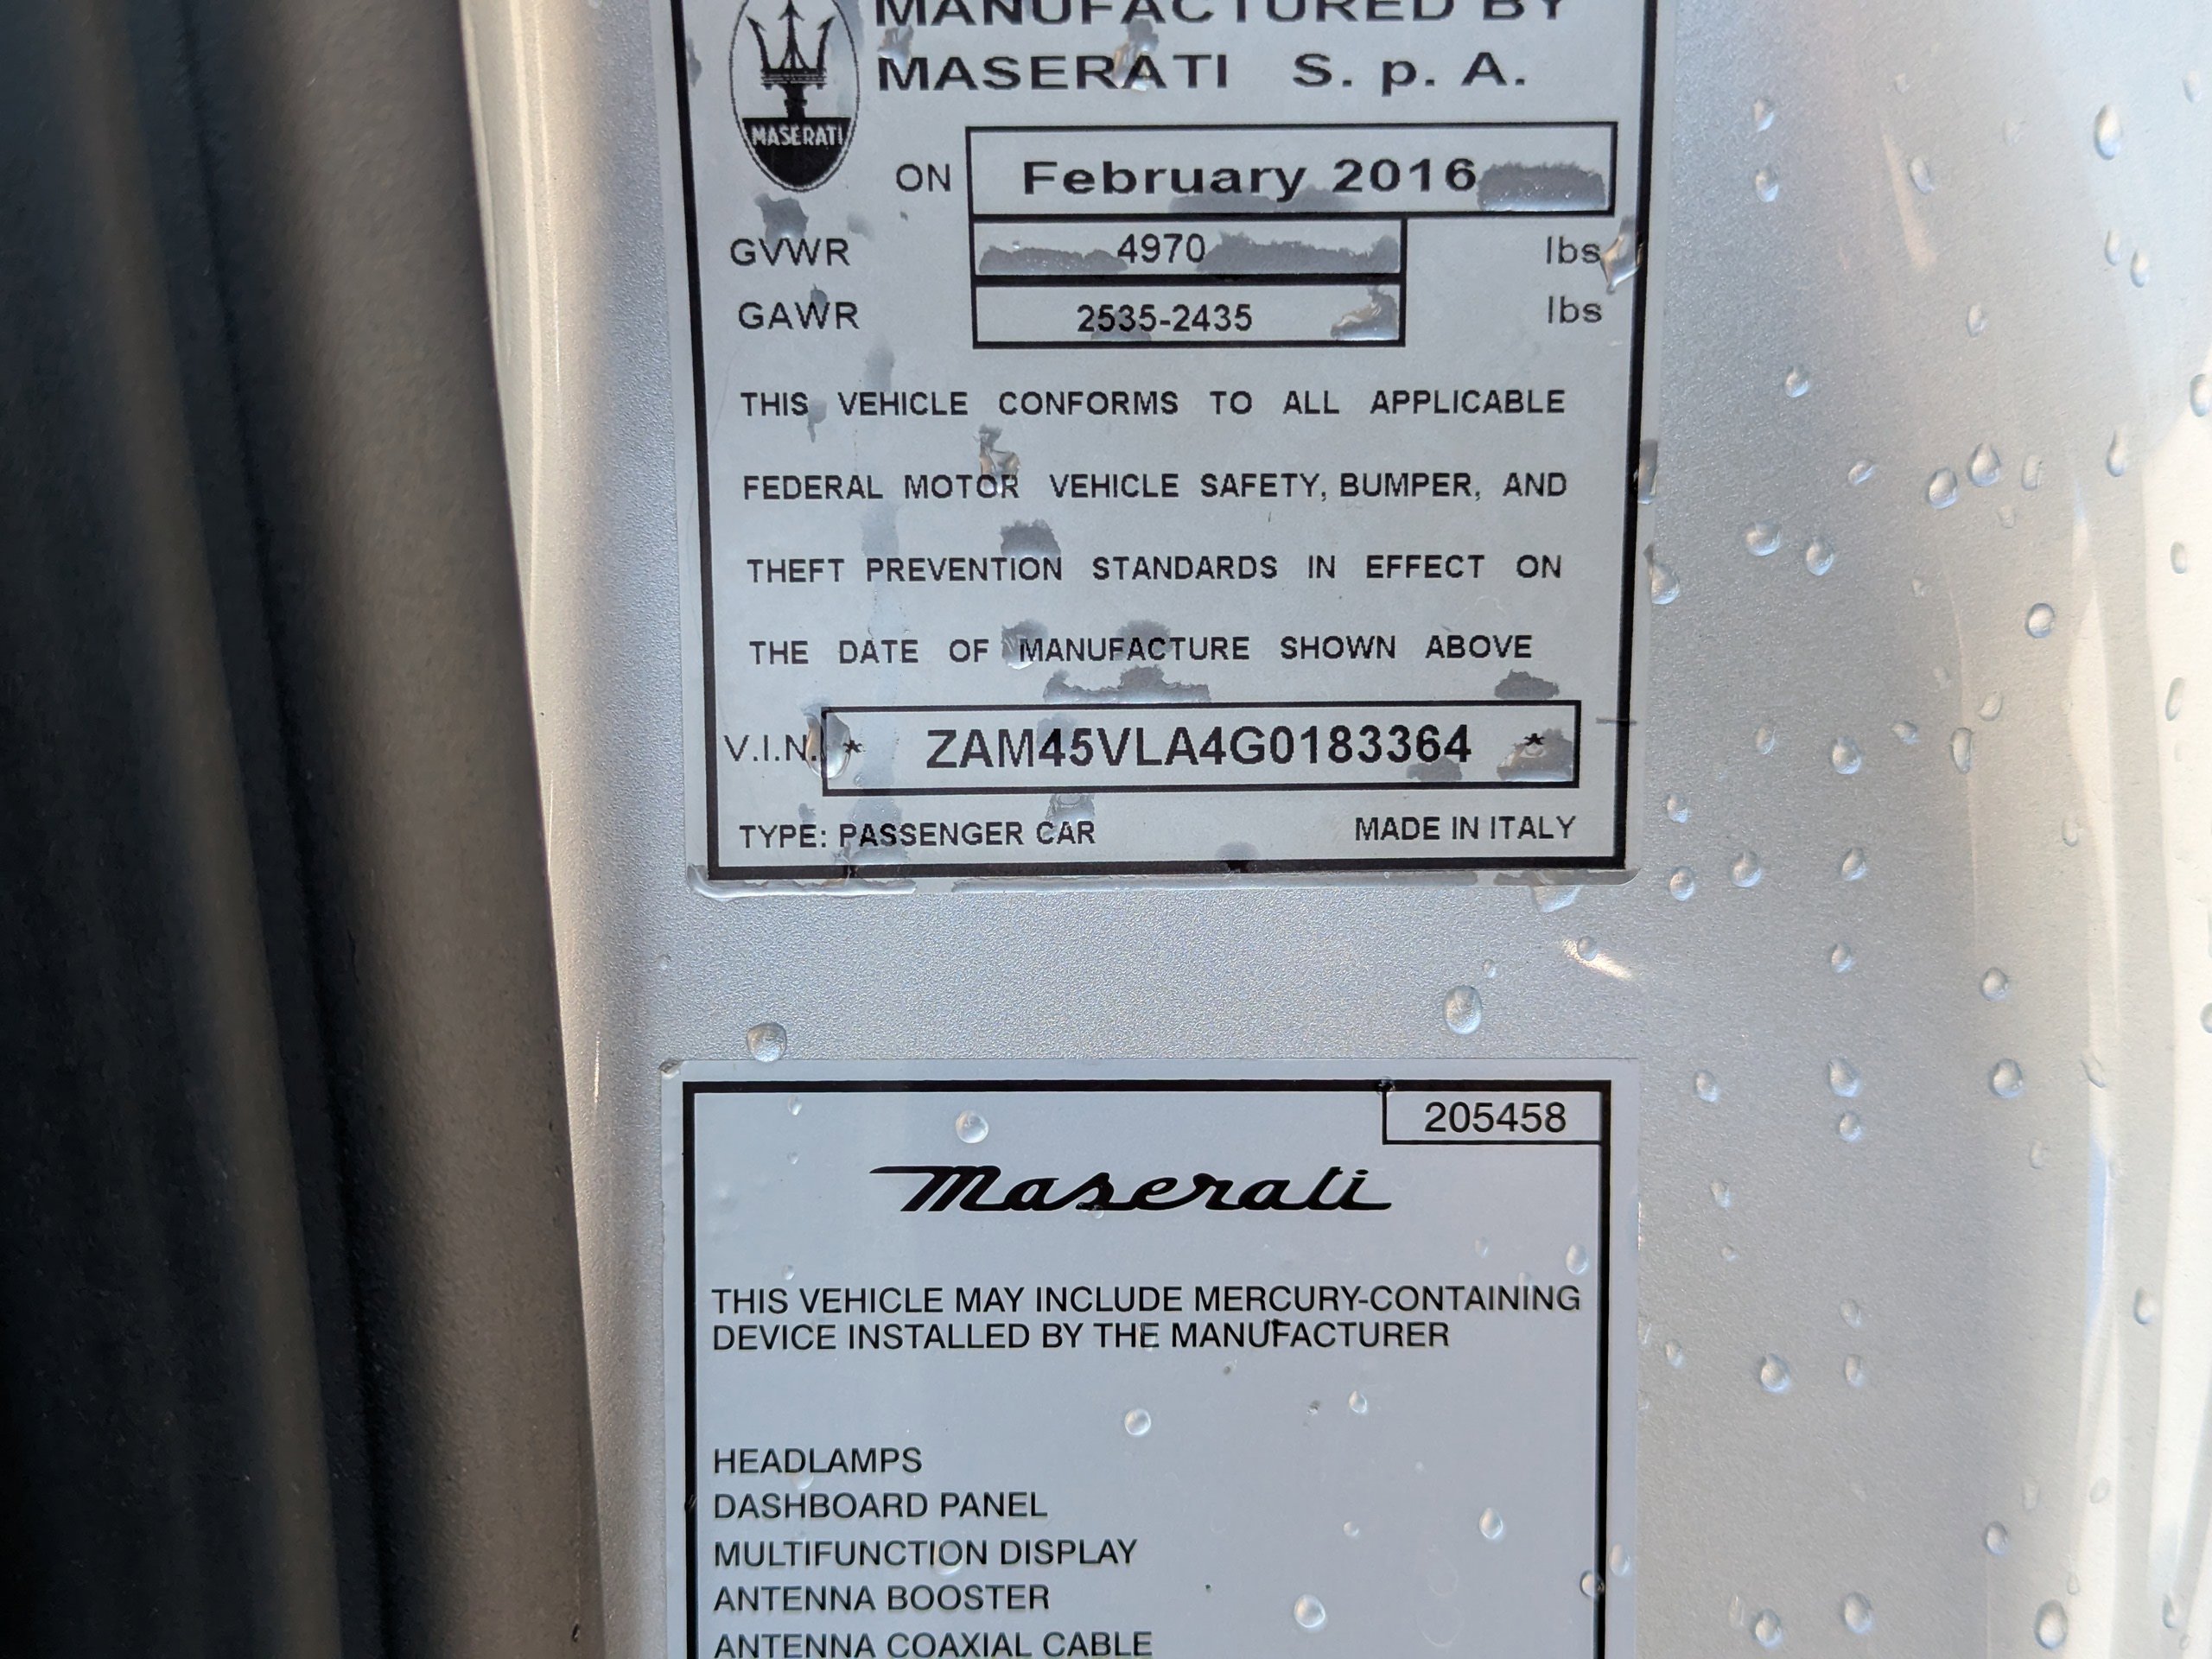 MANUFACTURED BY
MASERATI S. p. A.
MASERATI
ON February 2016
GVWR 4970 lbs
GAWR 2535-2435 lbs
THIS VEHICLE CONFORMS TO ALL APPLICABLE
FEDERAL MOTOR VEHICLE SAFETY, BUMPER, AND
THEFT PREVENTION STANDARDS IN EFFECT ON
THE DATE OF MANUFACTURE SHOWN ABOVE
V.I.N. * ZAM45VLA4G0183364 *
TYPE: PASSENGER CAR MADE IN ITALY
205458
Maserati
THIS VEHICLE MAY INCLUDE MERCURY-CONTAINING
DEVICE INSTALLED BY THE MANUFACTURER
HEADLAMPS
DASHBOARD PANEL
MULTIFUNCTION DISPLAY
ANTENNA BOOSTER
ANTENNA COAXIAL CABLE